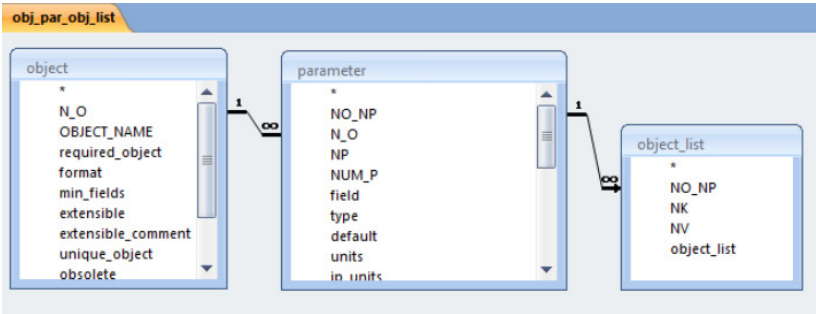 obj_par_obj_list
object
*
N_O
OBJECT_NAME
required_object
format
min_fields
extensible
extensible_comment
unique_object
obsolete
1
∞
parameter
*
NO_NP
N_O
NP
NUM_P
field
type
default
units
ip_units
1
∞
object_list
*
NO_NP
NK
NV
object_list